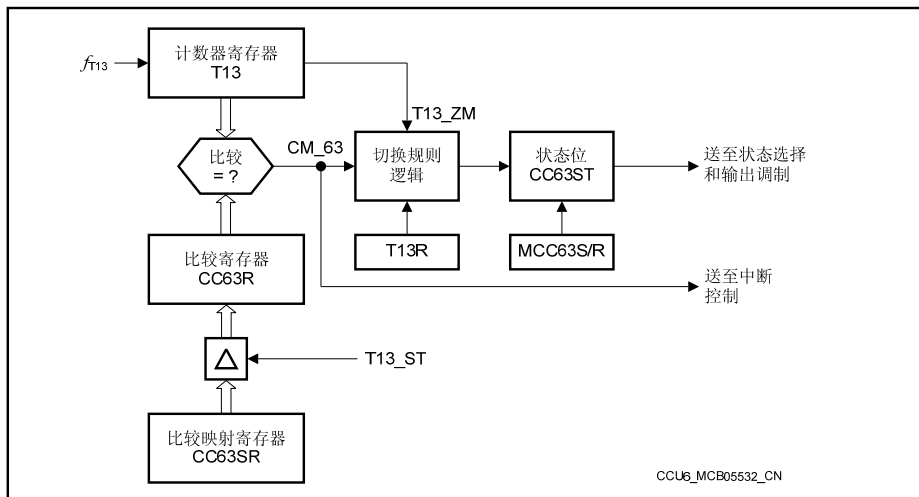 计数器寄存器
T13
fT13
T13_ZM
比较
= ?
CM_63
切换规则
逻辑
状态位
CC63ST
送至状态选择
和输出调制
T13R
MCC63S/R
比较寄存器
CC63R
送至中断
控制
T13_ST
比较映射寄存器
CC63SR
CCU6_MCB05532_CN